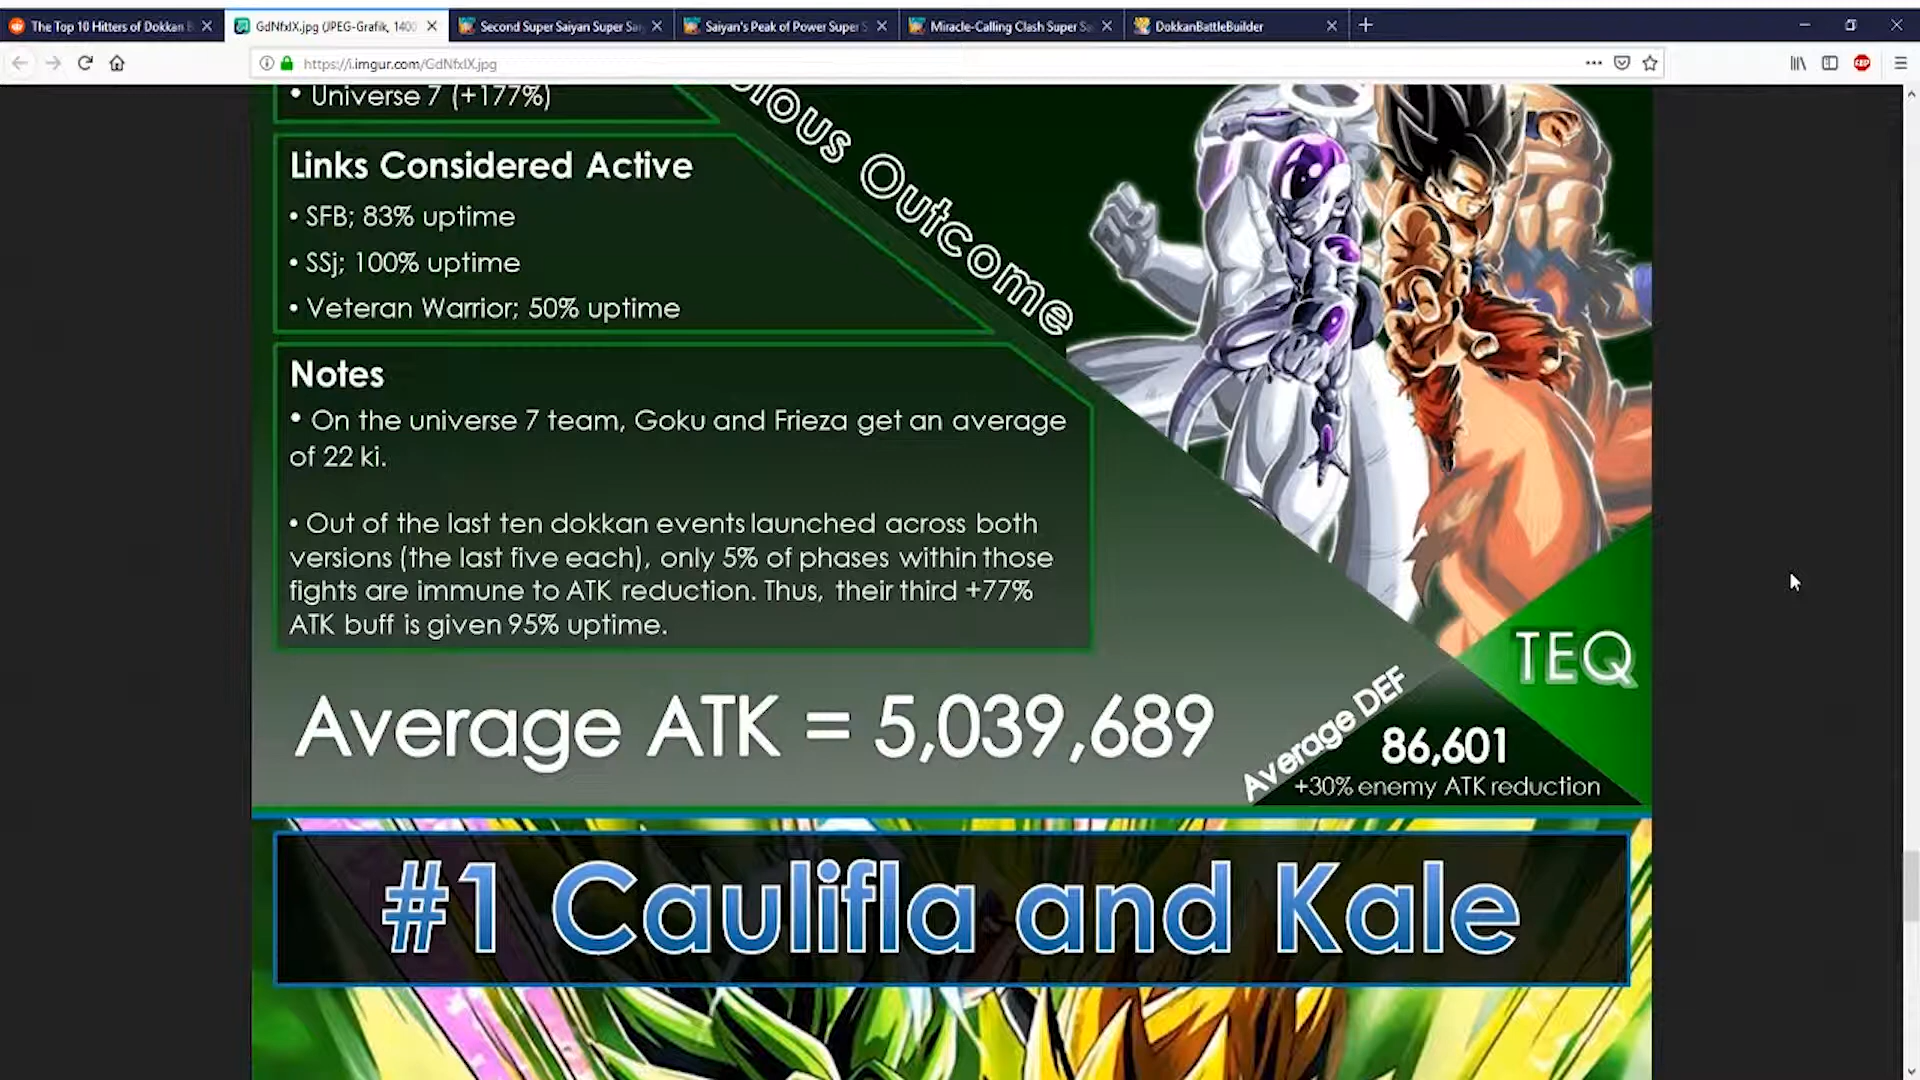 The Top 10 Hitters of Dokkan
GdNfxIX.jpg (JPEG-Grafik, 1400
Second Super Saiyan Super Sai
Saiyan's Peak of Power Super S
Miracle-Calling Clash Super Sa
DokkanBattleBuilder
https://i.imgur.com/GdNfxIX.jpg
• Universe 7 (+177%)
Outcome
Links Considered Active
• SFB; 83% uptime
• SSj; 100% uptime
• Veteran Warrior; 50% uptime
Notes
• On the universe 7 team, Goku and Frieza get an average
of 22 ki.
• Out of the last ten dokkan events launched across both
versions (the last five each), only 5% of phases within those
fights are immune to ATK reduction. Thus, their third +77%
ATK buff is given 95% uptime.
TEQ
Average ATK = 5,039,689
Average DEF
86,601
+30% enemy ATK reduction
#1 Caulifla and Kale